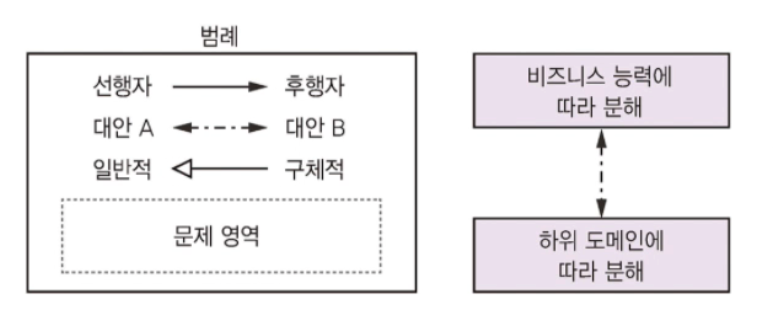 범례
선행자 후행자
대안 A 대안 B
일반적 구체적
문제 영역
비즈니스 능력에
따라 분해
하위 도메인에
따라 분해